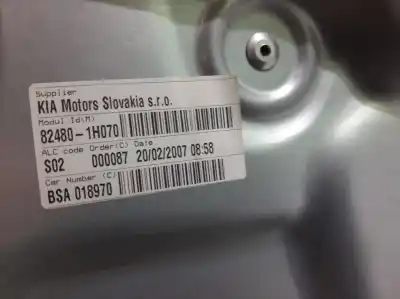 Supplier
KIA Motors Slovakia s.r.o.
Modul Id(M)
82480-1H070
ALC code Order(C) Date
S02 000087 20/02/2007 08:58
Car Number (C)
BSA 018970